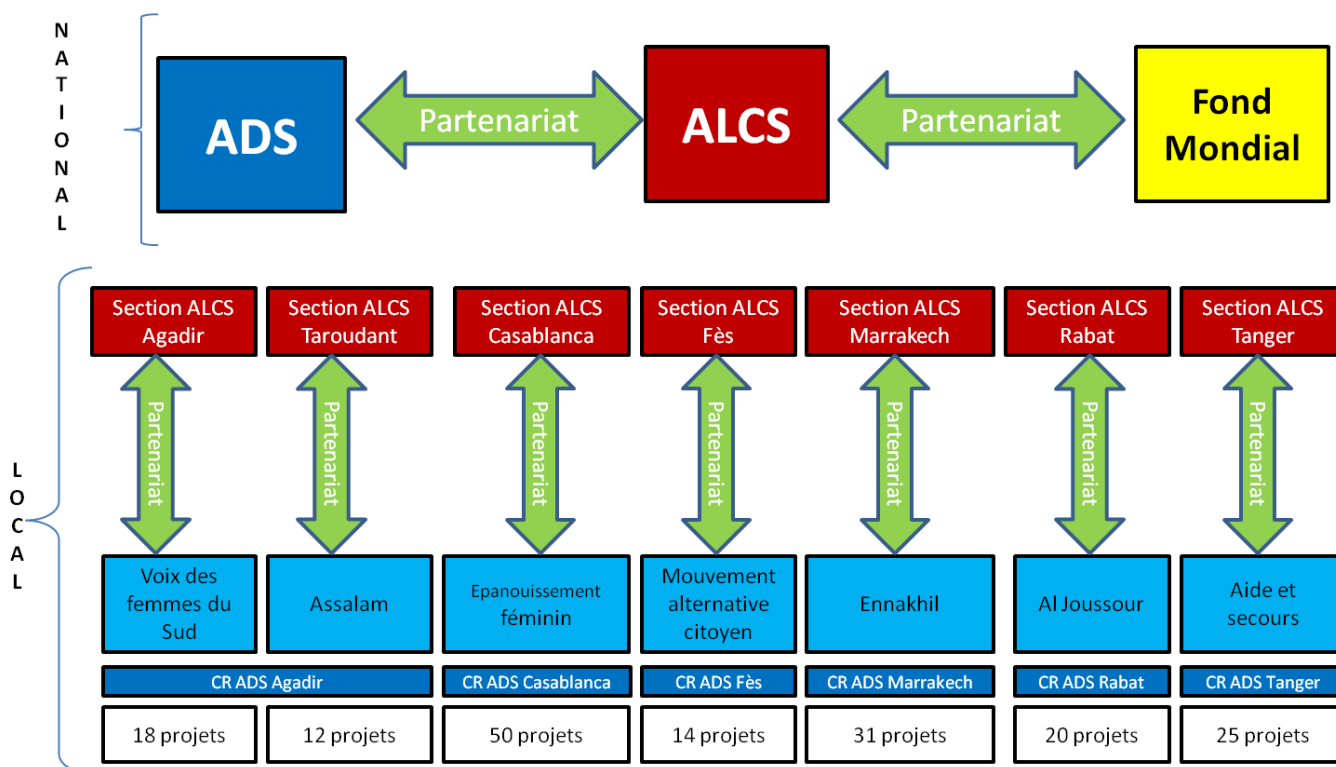 NATIONAL
ADS
Partenariat
ALCS
Partenariat
Fond
Mondial
LOCAL
Section ALCS
Agadir
Section ALCS
Taroudant
Section ALCS
Casablanca
Section ALCS
Fès
Section ALCS
Marrakech
Section ALCS
Rabat
Section ALCS
Tanger
Partenariat
Partenariat
Partenariat
Partenariat
Partenariat
Partenariat
Partenariat
Voix des
femmes du
Sud
Assalam
Epanouissement
féminin
Mouvement
alternative
citoyen
Ennakhil
Al Joussour
Aide et
secours
CR ADS Agadir
CR ADS Casablanca
CR ADS Fès
CR ADS Marrakech
CR ADS Rabat
CR ADS Tanger
18 projets
12 projets
50 projets
14 projets
31 projets
20 projets
25 projets